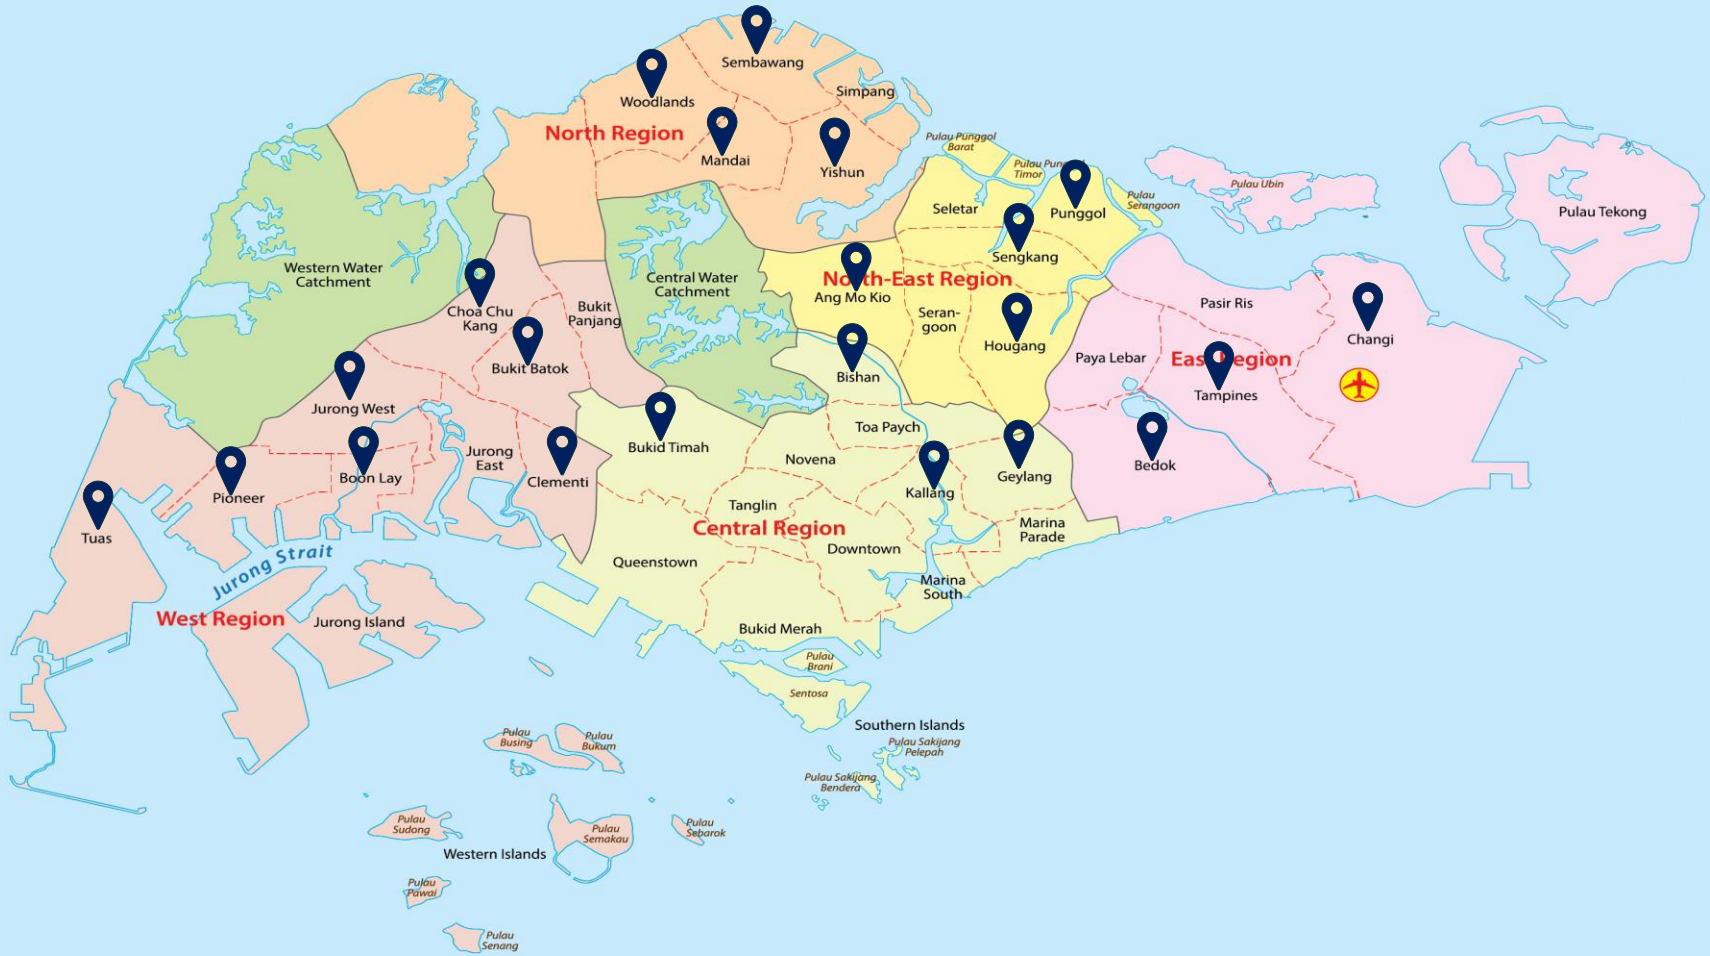 Sembawang
Simpang
Woodlands
North Region
Mandai
Yishun
Pulau Punggol
Barat
Timor
Pulau
Serangoon
Pulau Ubin
Pulau Tekong
Seletar
Punggol
Sengkang
Western Water
Catchment
Central Water
Catchment
North-East Region
Ang Mo Kio
Seran-
goon
Hougang
Pasir Ris
Changi
Choa Chu
Kang
Bukit
Panjang
Bukit Batok
Bishan
Paya Lebar
Region
Tampines
Jurong West
Bukid Timah
Toa Paych
Novena
Jurong
East
Clementi
Boon Lay
Pioneer
Tuas
Kallang
Geylang
Bedok
Tanglin
Central Region
Marina
Parade
Downtown
Queenstown
Marina
South
Jurong Strait
West Region
Jurong Island
Bukid Merah
Pulau
Brani
Sentosa
Southern Islands
Pulau Sakijang
Pelepah
Pulau Sakijang
Bendera
Pulau
Busing
Pulau
Bukum
Pulau
Sudong
Pulau
Semakau
Pulau
Sebarok
Western Islands
Pulau
Pawai
Pulau
Senang